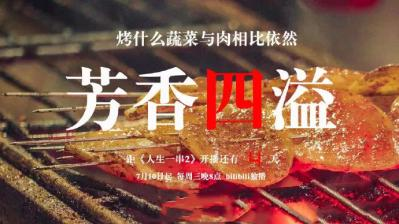 烤什么蔬菜与肉相比依然
芳香四溢
距《人生一串2》开播还有 天
7月10日起 每周三晚8点 bilibili独播